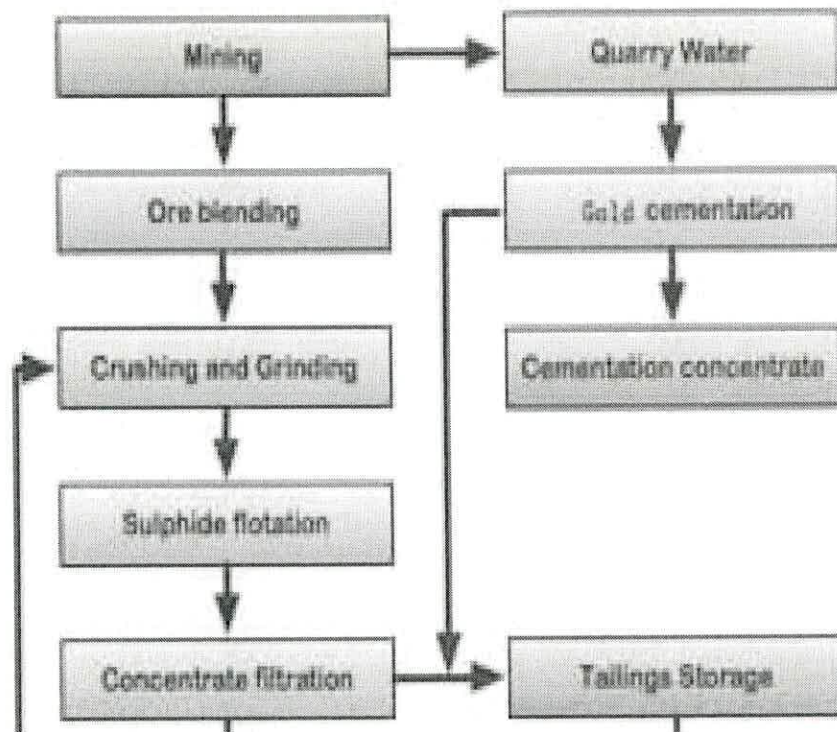 Mining
Quarry Water
Ore blending
Gold cementation
Crushing and Grinding
Cementation concentrate
Sulphide flotation
Concentrate filtration
Tailings Storage